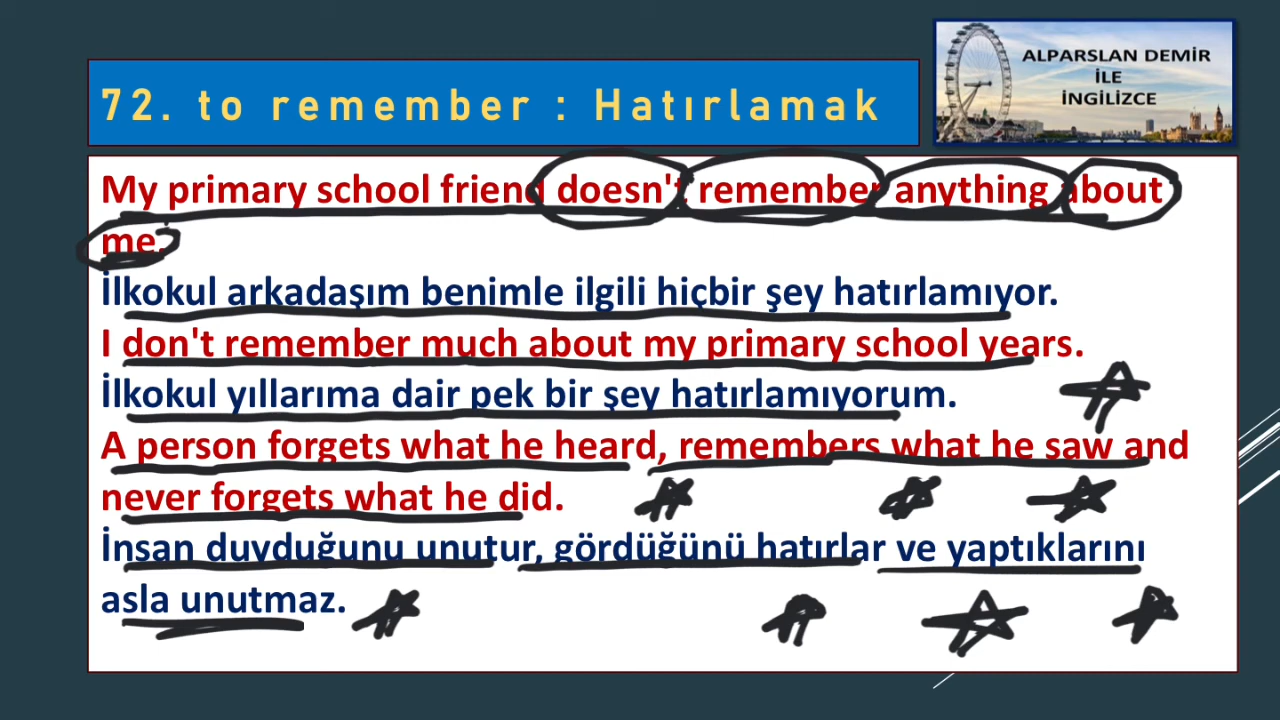 72. to remember : Hatırlamak
ALPARSLAN DEMİR
İLE
İNGİLİZCE
My primary school friend doesn't remember anything about
me.
İlkokul arkadaşım benimle ilgili hiçbir şey hatırlamıyor.
I don't remember much about my primary school years.
İlkokul yıllarıma dair pek bir şey hatırlamıyorum.
A person forgets what he heard, remembers what he saw and
never forgets what he did.
İnsan duyduğunu unutur, gördüğünü hatırlar ve yaptıklarını
asla unutmaz.